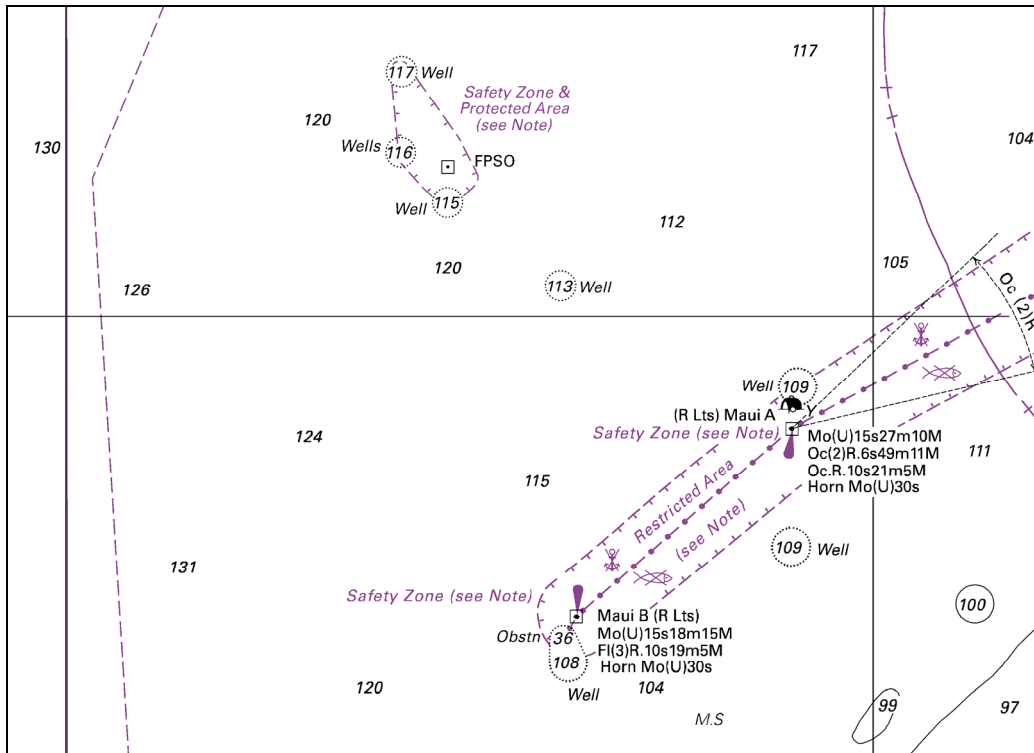 117
117 Well
Safety Zone &
Protected Area
(see Note)
120
104
130
Wells 116
FPSO
Well 115
112
120
105
126
113 Well
Oc (2)R
Well 109
Y
(R Lts) Maui A
Safety Zone (see Note)
Mo(U)15s27m10M
Oc(2)R.6s49m11M
Oc.R.10s21m5M
Horn Mo(U)30s
124
111
115
Restricted Area
(see Note)
109 Well
131
Safety Zone (see Note)
100
Maui B (R Lts)
Mo(U)15s18m15M
Fl(3)R.10s19m5M
Horn Mo(U)30s
Obstn 36
108
Well
120
104
99
97
M.S